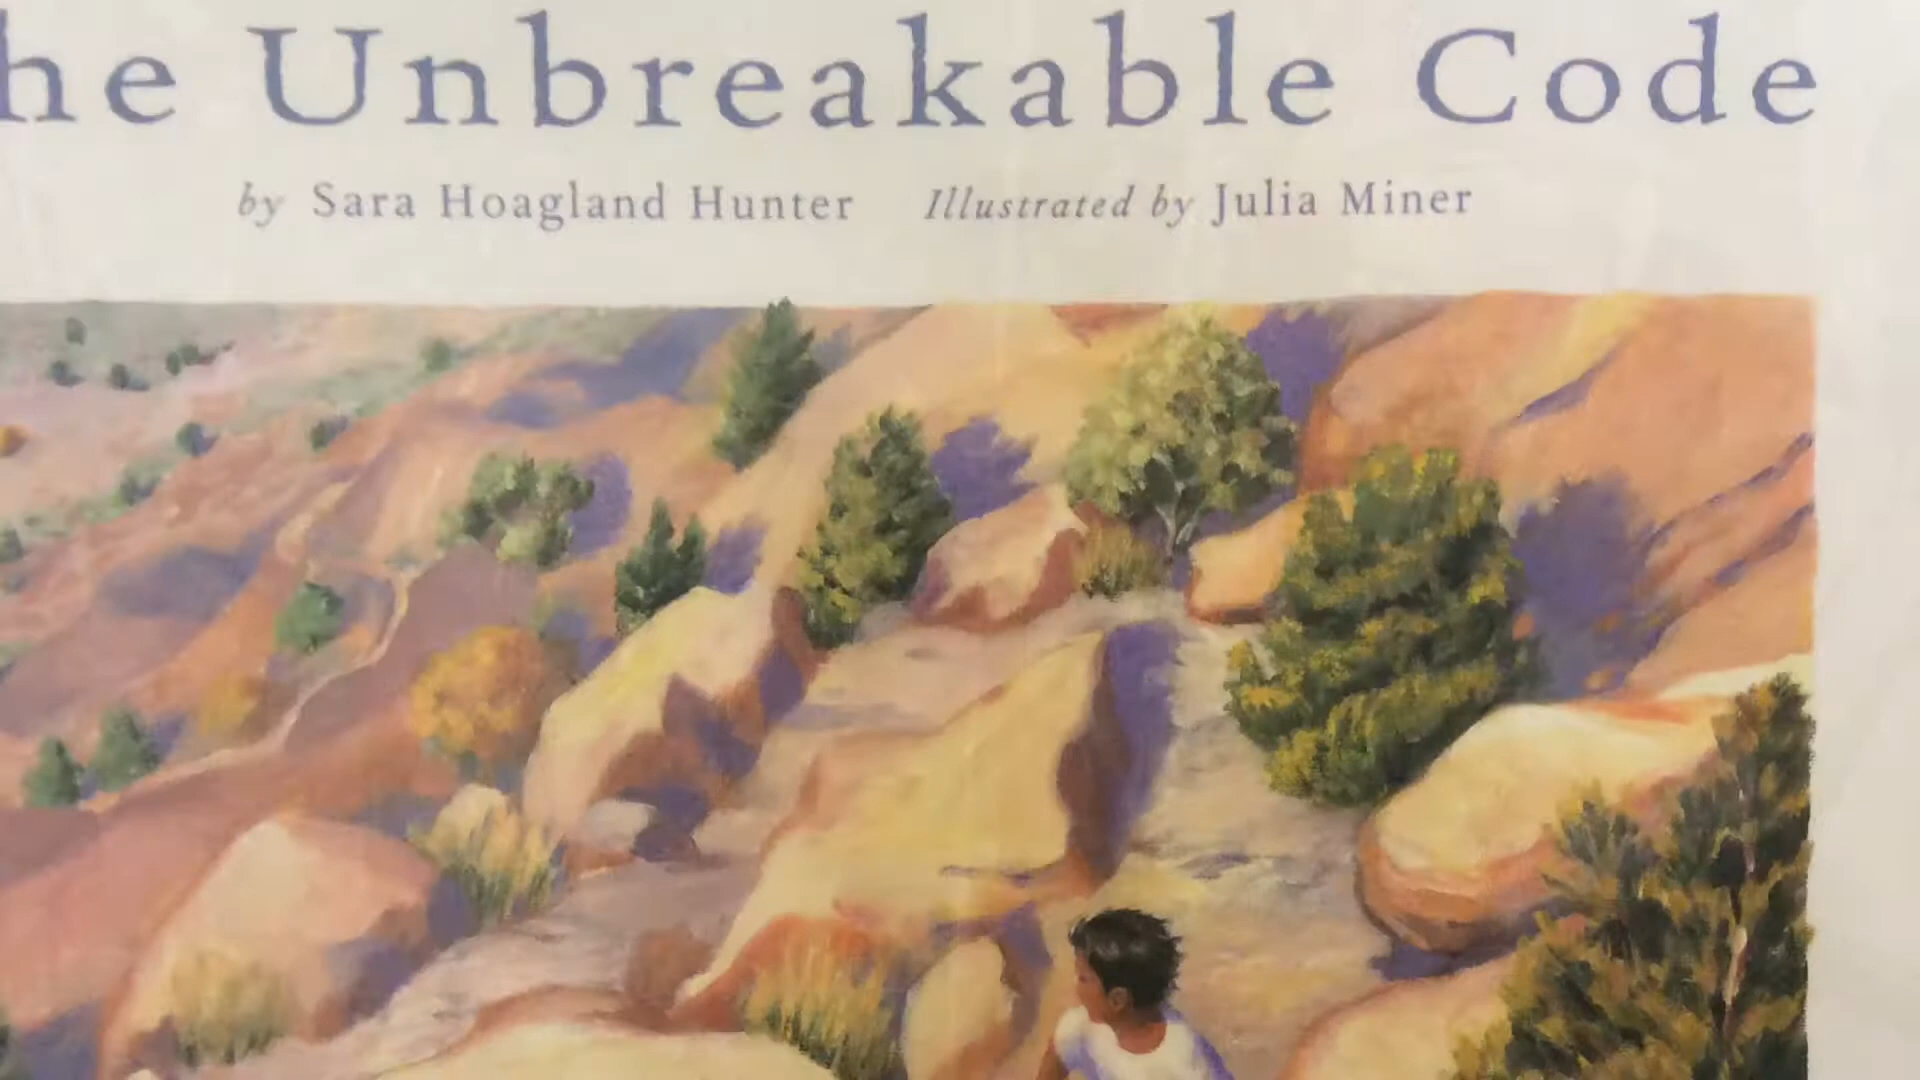 he Unbreakable Code
by Sara Hoagland Hunter Illustrated by Julia Miner